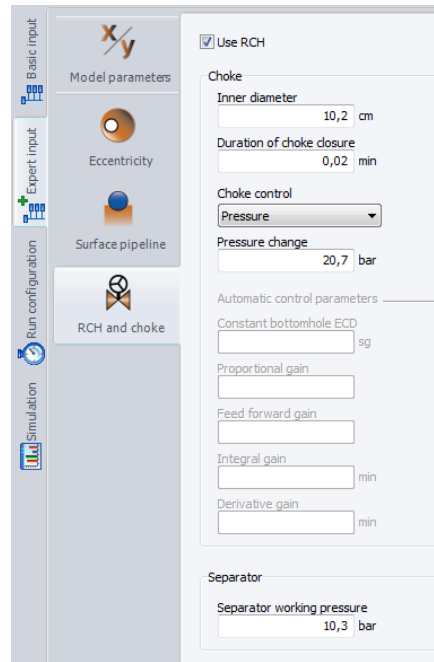 Basic input
Expert input
Run configuration
Simulation
x/y
Model parameters
Eccentricity
Surface pipeline
RCH and choke
Use RCH
Choke
Inner diameter
10,2 cm
Duration of choke closure
0,02 min
Choke control
Pressure
Pressure change
20,7 bar
Automatic control parameters
Constant bottomhole ECD
sg
Proportional gain
Feed forward gain
Integral gain
min
Derivative gain
min
Separator
Separator working pressure
10,3 bar